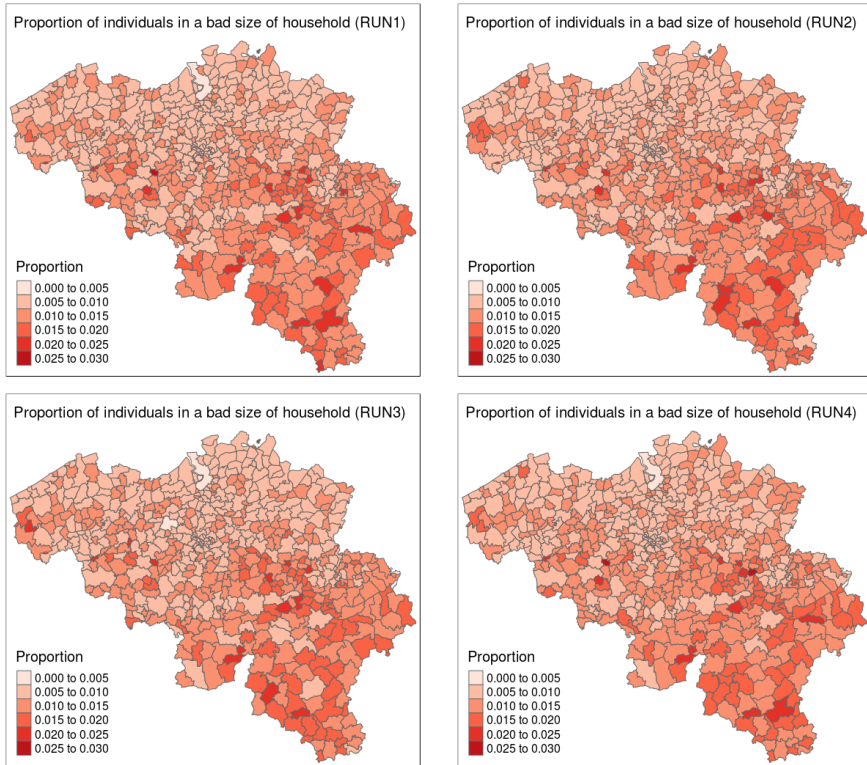 Proportion of individuals in a bad size of household (RUN1)
Proportion
0.000 to 0.005
0.005 to 0.010
0.010 to 0.015
0.015 to 0.020
0.020 to 0.025
0.025 to 0.030
Proportion of individuals in a bad size of household (RUN2)
Proportion
0.000 to 0.005
0.005 to 0.010
0.010 to 0.015
0.015 to 0.020
0.020 to 0.025
0.025 to 0.030
Proportion of individuals in a bad size of household (RUN3)
Proportion
0.000 to 0.005
0.005 to 0.010
0.010 to 0.015
0.015 to 0.020
0.020 to 0.025
0.025 to 0.030
Proportion of individuals in a bad size of household (RUN4)
Proportion
0.000 to 0.005
0.005 to 0.010
0.010 to 0.015
0.015 to 0.020
0.020 to 0.025
0.025 to 0.030